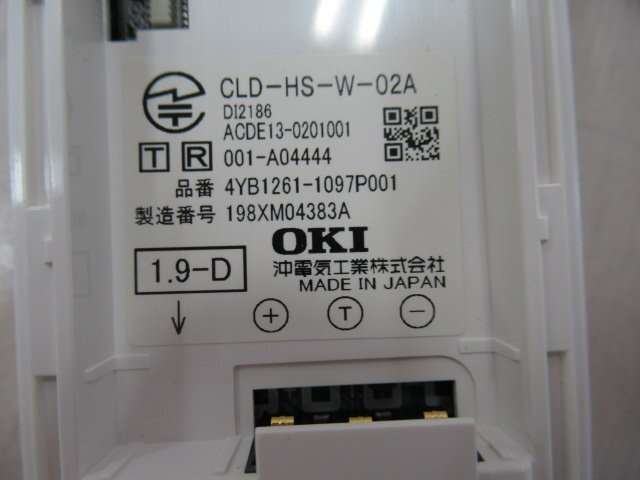 CLD-HS-W-02A
DI2186
ACDE13-0201001
T R 001-A04444
品番 4YB1261-1097P001
製造番号 198XM04383A
OKI
1.9-D
沖電気工業株式会社
MADE IN JAPAN
↓ + T −